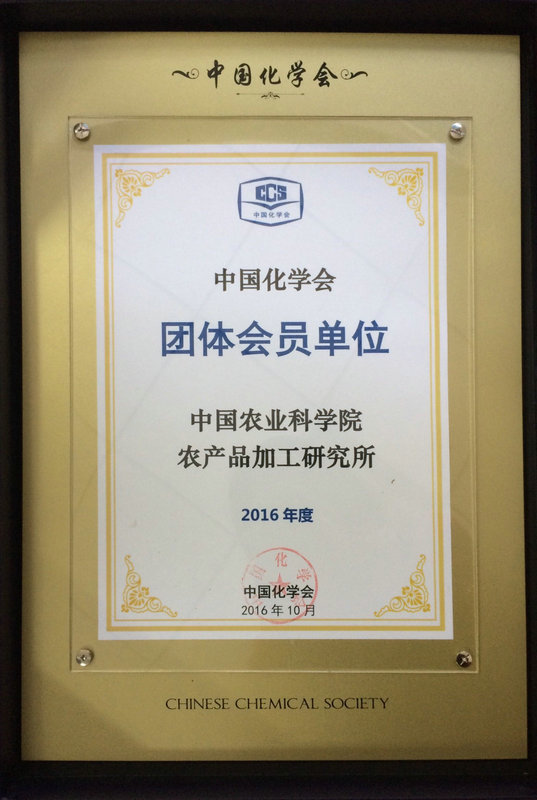 中国化学会
CCS
中国化学会
中国化学会
团体会员单位
中国农业科学院
农产品加工研究所
2016 年度
中国化学会
2016 年 10 月
CHINESE CHEMICAL SOCIETY